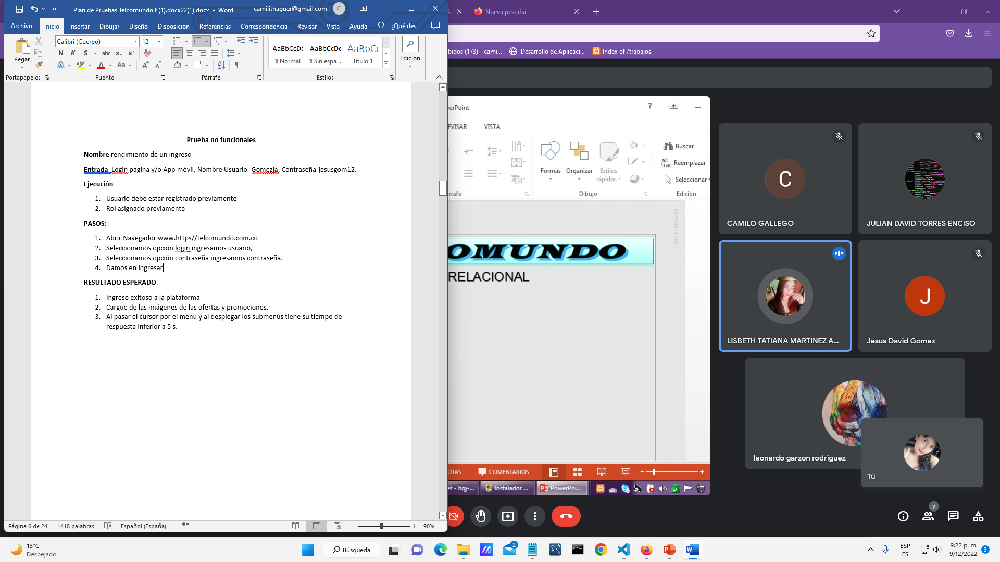 Plan de Pruebas Telcomundo f (1).docx22(1).docx - Word
camilithaguer@gmail.com
C
Archivo Inicio Insertar Dibujar Diseño Disposición Referencias Correspondencia Revisar Vista Ayuda ¿Qué des
Calibri (Cuerpo) 12
Pegar
N K S abc x₂ x²
A ab A Aa A A
AaBbCcDc AaBbCcDc AaBbCc
¶ Normal ¶ Sin espa... Título 1
Edición
Portapapeles Fuente Párrafo Estilos
Prueba no funcionales
Nombre rendimiento de un ingreso
Entrada Login página y/o App móvil, Nombre Usuario- Gomezja, Contraseña-jesusgom12.
Ejecución
1. Usuario debe estar registrado previamente
2. Rol asignado previamente
PASOS:
1. Abrir Navegador www.https//telcomundo.com.co
2. Seleccionamos opción login ingresamos usuario,
3. Seleccionamos opción contraseña ingresamos contraseña.
4. Damos en ingresar
RESULTADO ESPERADO.
1. Ingreso exitoso a la plataforma
2. Cargue de las imágenes de las ofertas y promociones.
3. Al pasar el cursor por el menú y al desplegar los submenús tiene su tiempo de
respuesta inferior a 5 s.
Página 6 de 24 1418 palabras Español (España) 90%
Nueva pestaña
bidos (173) - cami... Desarrollo de Aplicaci... Index of /trabajos
werPoint
EVISAR VISTA
Formas Organizar Estilos
rápidos
Buscar
Reemplazar
Seleccionar
rrafo Dibujo Edición
GC-F-004v.04
OMUNDO
RELACIONAL
OTAS COMENTARIOS
et - bqj-... Instalador ... PowerPoi...
C
CAMILO GALLEGO
JULIAN DAVID TORRES ENCISO
LISBETH TATIANA MARTINEZ A...
J
Jesus David Gomez
leonardo garzon rodriguez
Tú
7
13°C
Despejado
Búsqueda
2
ESP
ES
9:22 p. m.
9/12/2022
3